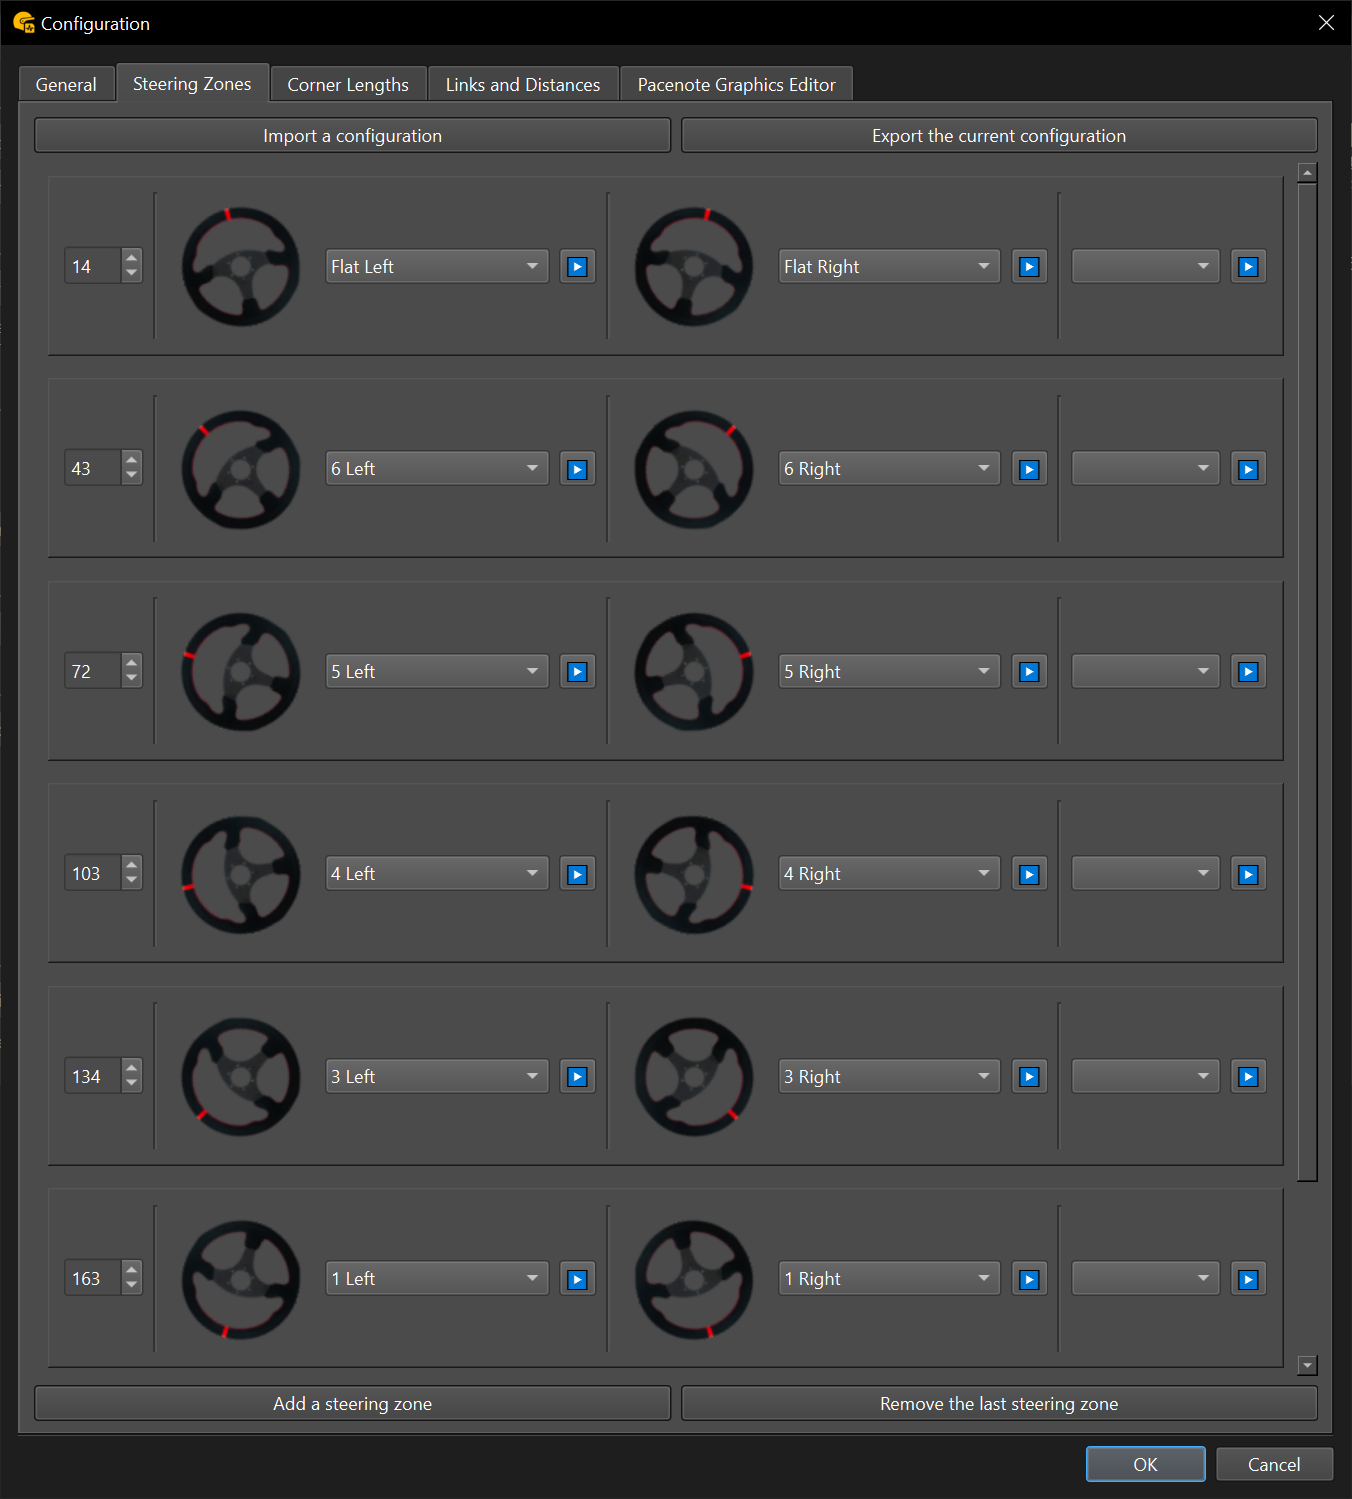 Configuration
General
Steering Zones
Corner Lengths
Links and Distances
Pacenote Graphics Editor
Import a configuration
Export the current configuration
14
Flat Left
Flat Right
43
6 Left
6 Right
72
5 Left
5 Right
103
4 Left
4 Right
134
3 Left
3 Right
163
1 Left
1 Right
Add a steering zone
Remove the last steering zone
OK
Cancel